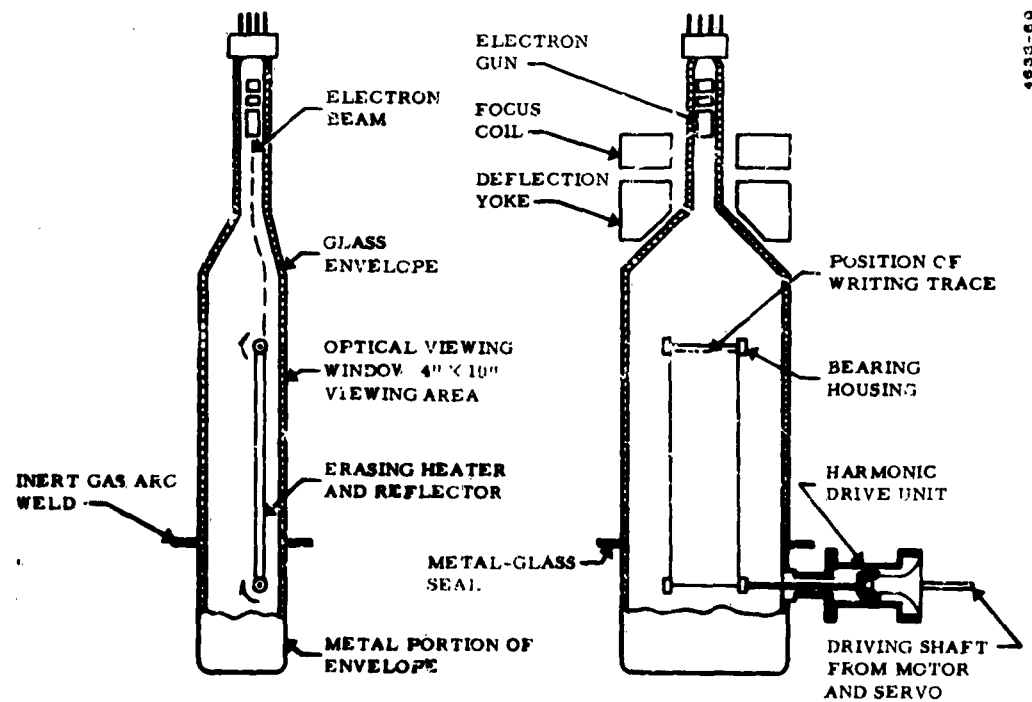 ELECTRON
BEAM
GLASS
ENVELOPE
OPTICAL VIEWING
WINDOW 4" X 10"
VIEWING AREA
ERASING HEATER
AND REFLECTOR
INERT GAS ARC
WELD
METAL PORTION OF
ENVELOPE
ELECTRON
GUN
FOCUS
COIL
DEFLECTION
YOKE
POSITION OF
WRITING TRACE
BEARING
HOUSING
HARMONIC
DRIVE UNIT
METAL-GLASS
SEAL
DRIVING SHAFT
FROM MOTOR
AND SERVO
4633-69